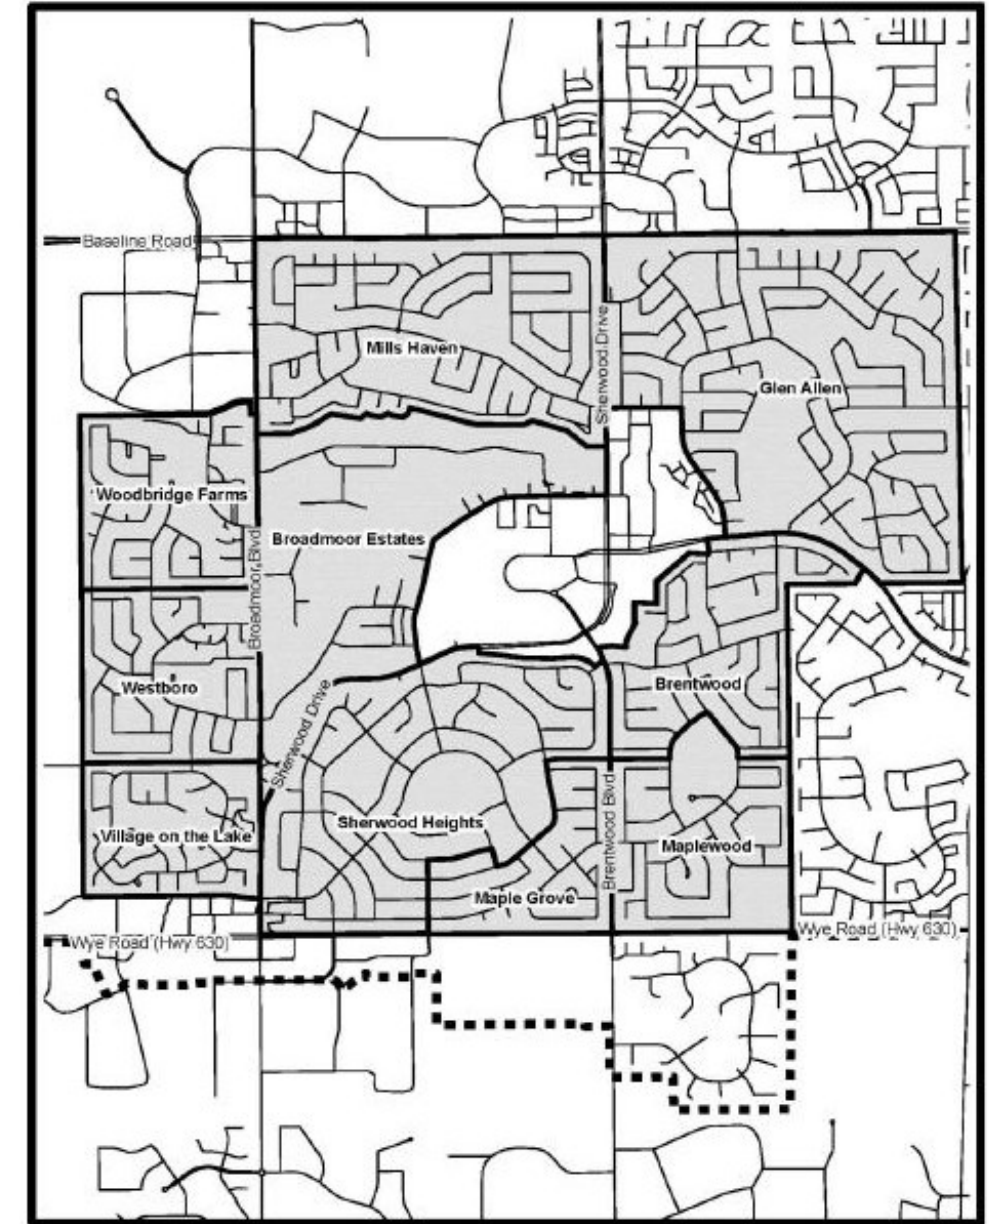 Baseline Road
Sherwood Drive
Mills Haven
Glen Allen
Woodbridge Farms
Broadmoor Estates
Broadmoor Blvd
Westboro
Brentwood
Sherwood Drive
Village on the Lake
Sherwood Heights
Brentwood Blvd
Maplewood
Maple Grove
Wye Road (Hwy 630)
Wye Road (Hwy 630)